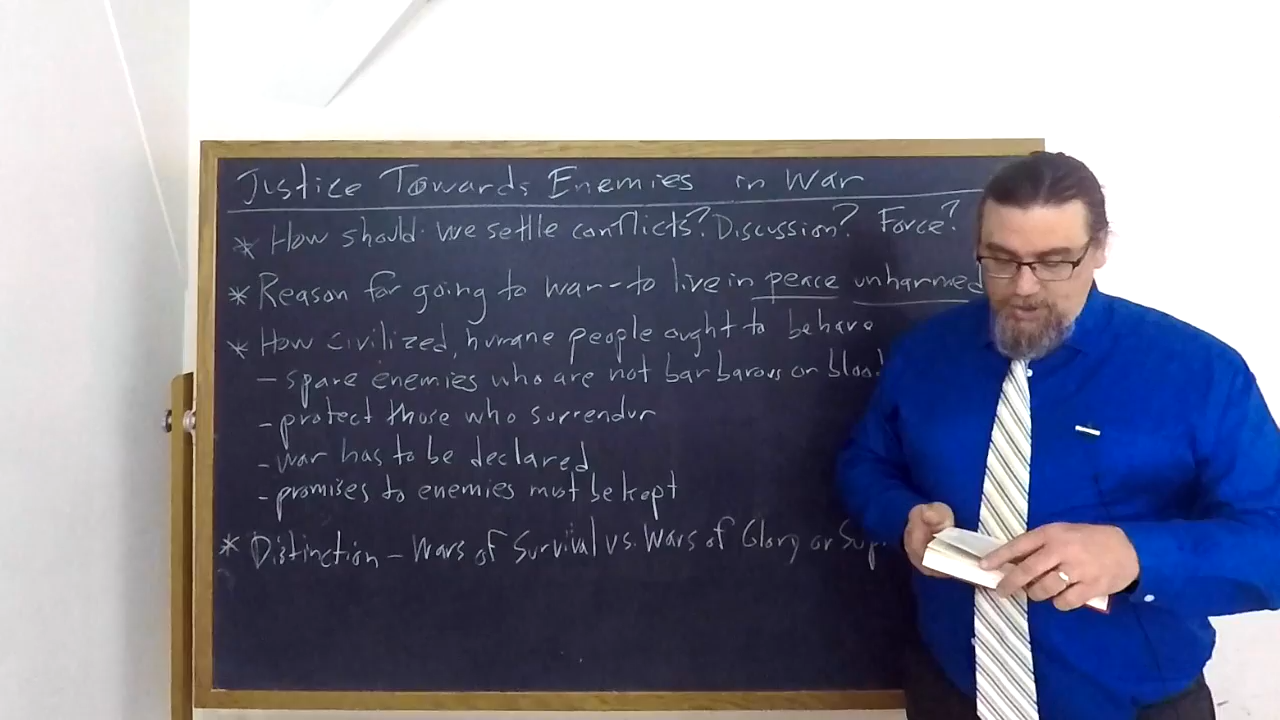 Justice Towards Enemies in War
* How should we settle conflicts? Discussion? Force?
* Reason for going to war - to live in peace unharmed
* How civilized, humane people ought to behave
- spare enemies who are not barbarous or blood
- protect those who surrendur
- war has to be declared
- promises to enemies must be kept
* Distinction - Wars of Survival vs. Wars of Glory or Sup